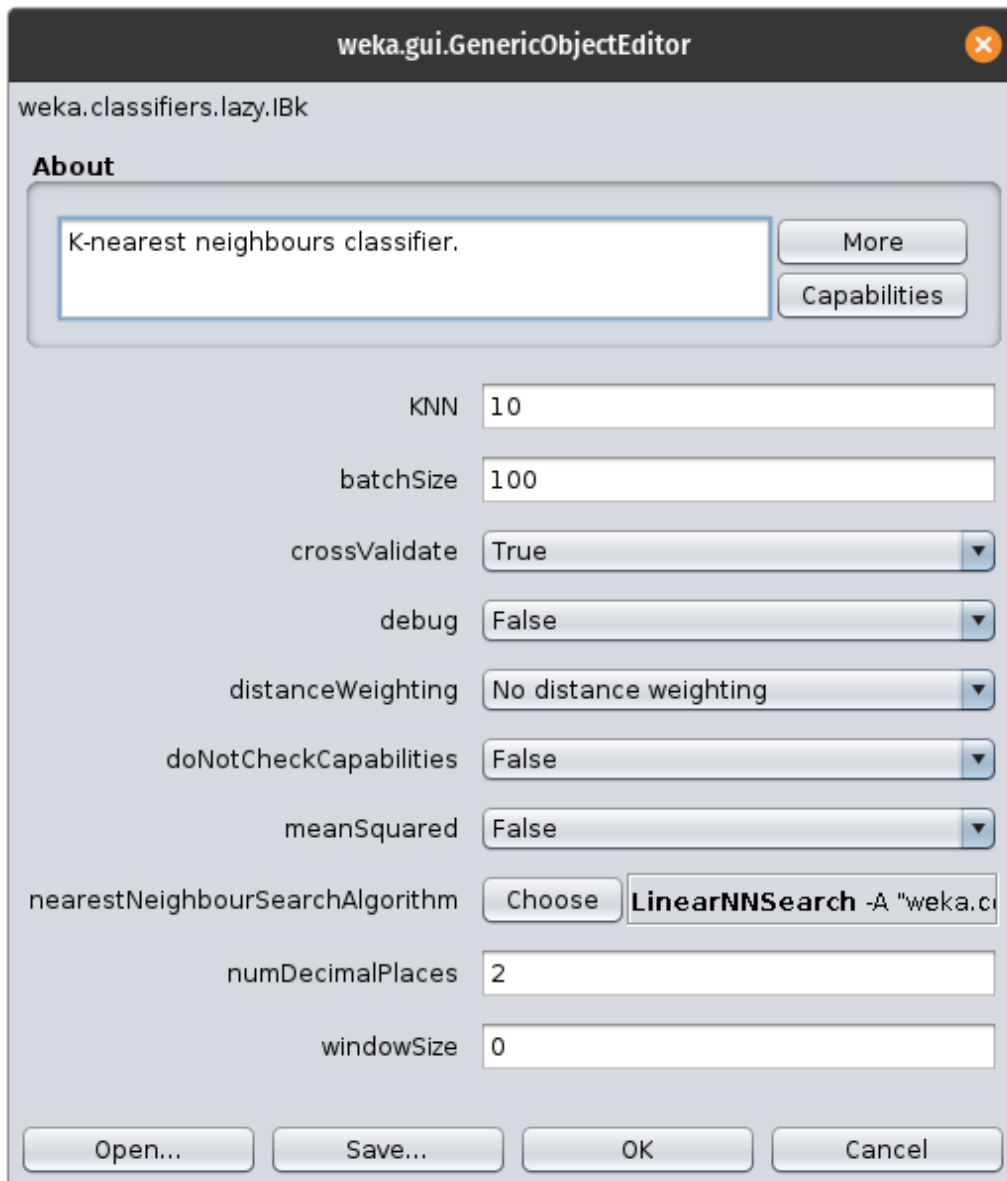 weka.gui.GenericObjectEditor
weka.classifiers.lazy.IBk
About
K-nearest neighbours classifier.
More
Capabilities
KNN 10
batchSize 100
crossValidate True
debug False
distanceWeighting No distance weighting
doNotCheckCapabilities False
meanSquared False
nearestNeighbourSearchAlgorithm Choose LinearNNSearch -A "weka.c
numDecimalPlaces 2
windowSize 0
Open... Save... OK Cancel